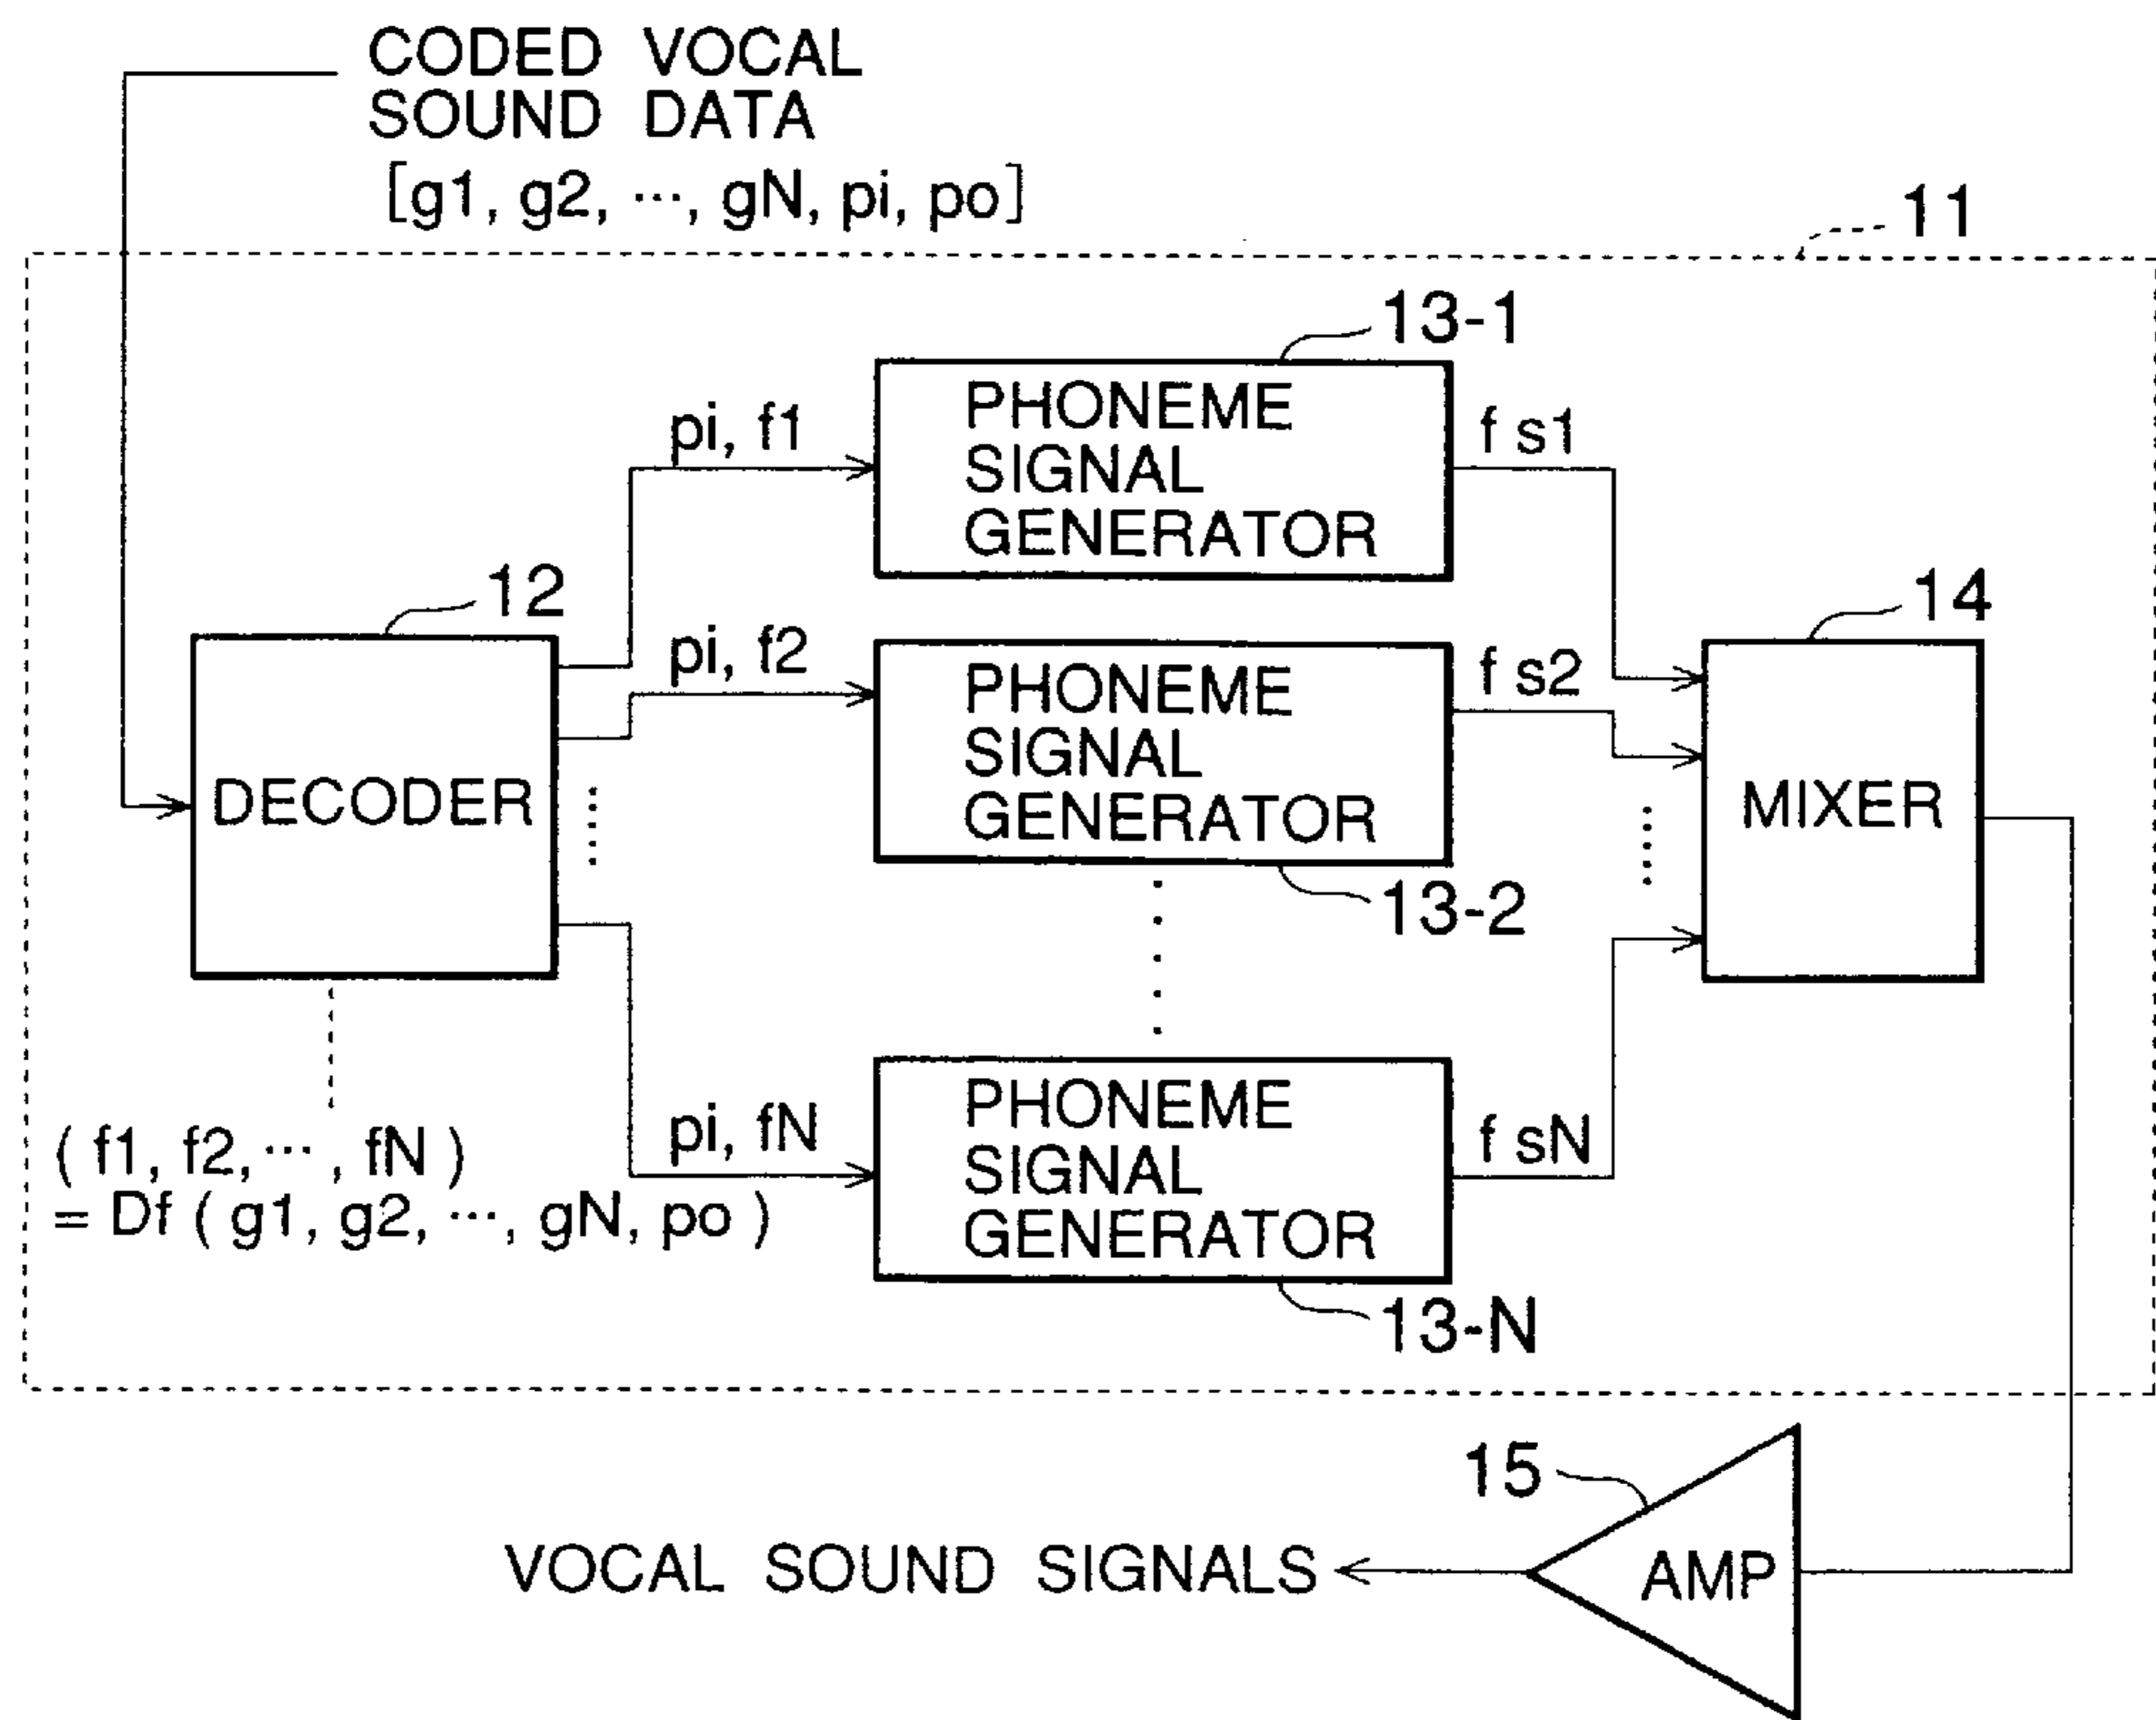 CODED VOCAL
SOUND DATA
[g1, g2, ···, gN, pi, po]
11
13-1
pi, f1
PHONEME
SIGNAL
GENERATOR
f s1
12
14
pi, f2
PHONEME
SIGNAL
GENERATOR
f s2
DECODER
MIXER
13-2
pi, fN
PHONEME
SIGNAL
GENERATOR
f sN
( f1, f2, ··· , fN )
= Df ( g1, g2, ···, gN, po )
13-N
15
AMP
VOCAL SOUND SIGNALS